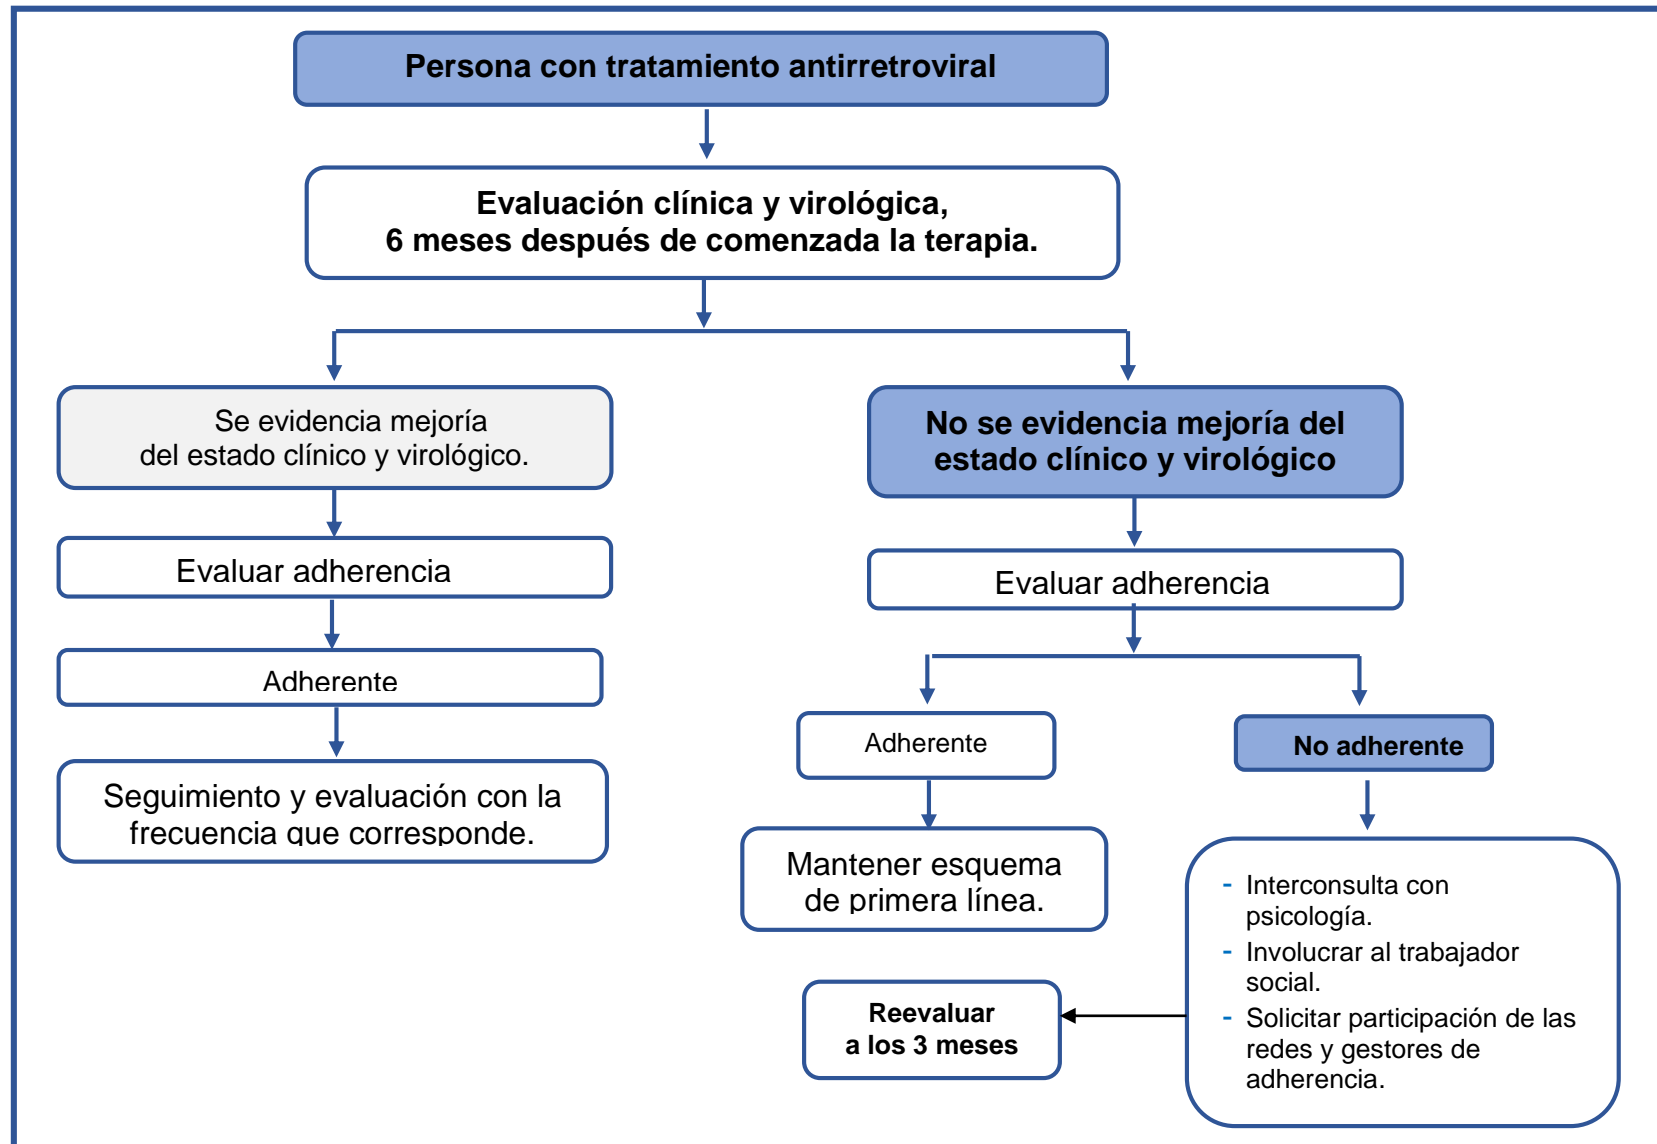 Persona con tratamiento antirretroviral
Evaluación clínica y virológica,
6 meses después de comenzada la terapia.
Se evidencia mejoría
del estado clínico y virológico.
Evaluar adherencia
Adherente
Seguimiento y evaluación con la
frecuencia que corresponde.
No se evidencia mejoría del
estado clínico y virológico
Evaluar adherencia
Adherente
Mantener esquema
de primera línea.
No adherente
- Interconsulta con
psicología.
- Involucrar al trabajador
social.
- Solicitar participación de las
redes y gestores de
adherencia.
Reevaluar
a los 3 meses